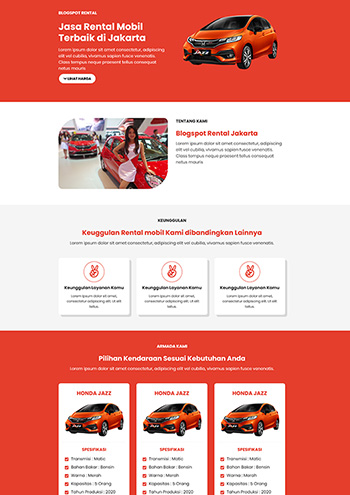 BLOGSPOT RENTAL
Jasa Rental Mobil
Terbaik di Jakarta
Lorem ipsum dolor sit amet consectetur, adipiscing
elit vel cubilia, vivamus sapien fusce venenatis.
Class tempus neque praesent cubilia euismod
netus mauris
LIHAT HARGA
JAZZ
TENTANG KAMI
Blogspot Rental Jakarta
Lorem ipsum dolor sit amet consectetur, adipiscing
elit vel cubilia, vivamus sapien fusce venenatis.
Class tempus neque praesent cubilia euismod
netus mauris
KEUNGGULAN
Keuggulan Rental mobil Kami dibandingkan Lainnya
Lorem ipsum dolor sit amet consectetur, adipiscing elit vel cubilia, vivamus sapien fusce venenatis.
Keunggulan Layanan Kamu
Lorem ipsum dolor sit amet,
consectetur adipiscing elit. Ut elit
tellus
Keunggulan Layanan Kamu
Lorem ipsum dolor sit amet,
consectetur adipiscing elit. Ut elit
tellus
Keunggulan Layanan Kamu
Lorem ipsum dolor sit amet,
consectetur adipiscing elit. Ut elit
tellus
ARMADA KAMI
Pilihan Kendaraan Sesuai Kebutuhan Anda
Lorem ipsum dolor sit amet consectetur, adipiscing elit vel cubilia, vivamus sapien fusce venenatis.
HONDA JAZZ
SPESIFIKASI
Transmisi : Matic
Bahan Bakar : Bensin
Warna : Merah
Kapasitas : 5 Orang
Tahun Produksi : 2020
HONDA JAZZ
SPESIFIKASI
Transmisi : Matic
Bahan Bakar : Bensin
Warna : Merah
Kapasitas : 5 Orang
Tahun Produksi : 2020
HONDA JAZZ
SPESIFIKASI
Transmisi : Matic
Bahan Bakar : Bensin
Warna : Merah
Kapasitas : 5 Orang
Tahun Produksi : 2020